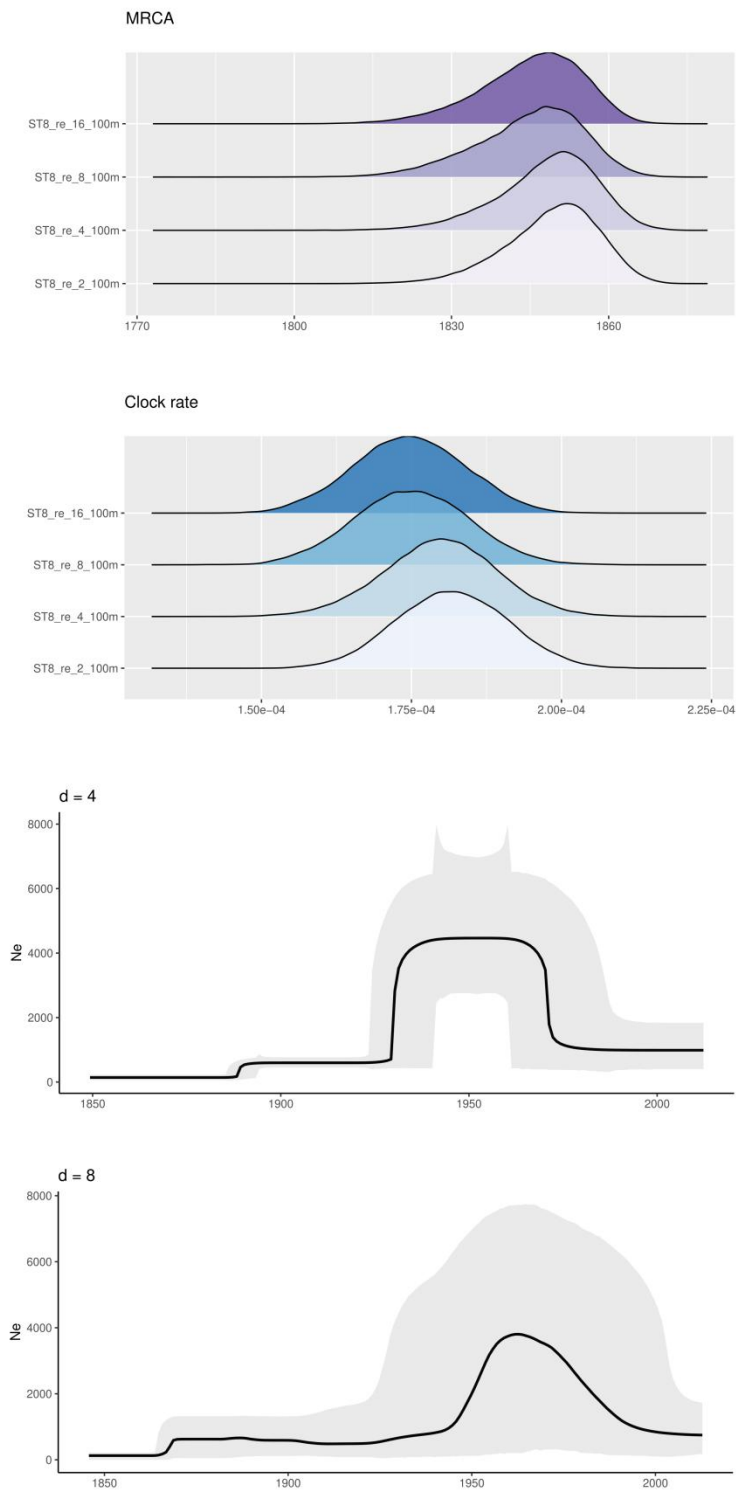 MRCA
ST8_re_16_100m
ST8_re_8_100m
ST8_re_4_100m
ST8_re_2_100m
1770 1800 1830 1860
Clock rate
ST8_re_16_100m
ST8_re_8_100m
ST8_re_4_100m
ST8_re_2_100m
1.50e−04 1.75e−04 2.00e−04 2.25e−04
d = 4
8000
6000
Ne
4000
2000
0
1850 1900 1950 2000
d = 8
8000
6000
Ne
4000
2000
0
1850 1900 1950 2000